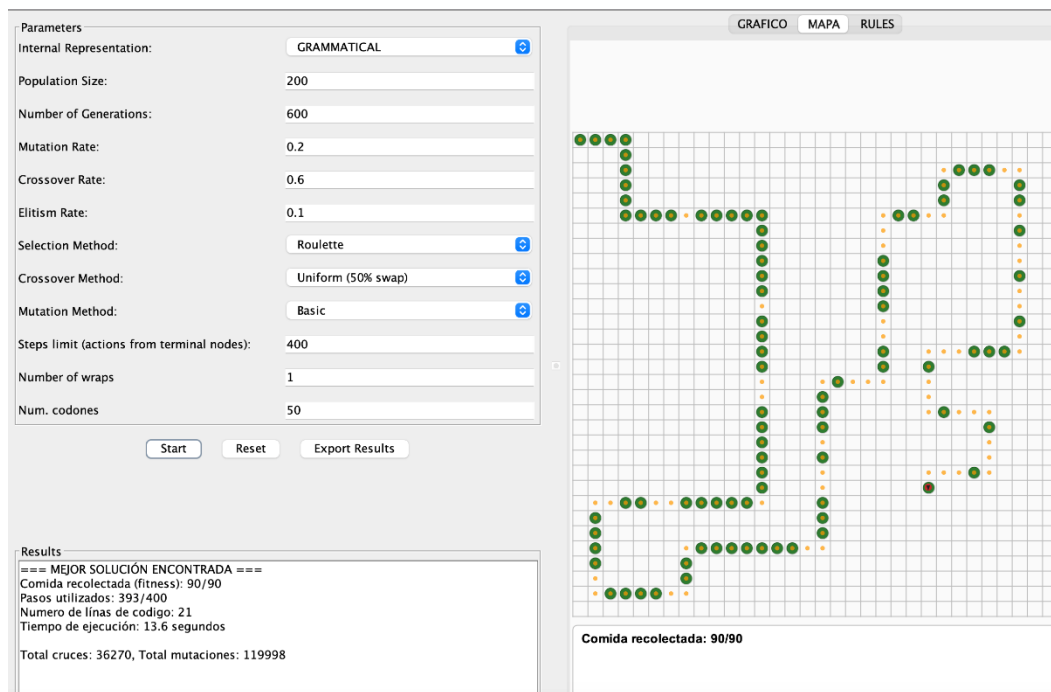 Parameters
Internal Representation: GRAMMATICAL
Population Size: 200
Number of Generations: 600
Mutation Rate: 0.2
Crossover Rate: 0.6
Elitism Rate: 0.1
Selection Method: Roulette
Crossover Method: Uniform (50% swap)
Mutation Method: Basic
Steps limit (actions from terminal nodes): 400
Number of wraps 1
Num. codones 50
Start Reset Export Results
Results
=== MEJOR SOLUCIÓN ENCONTRADA ===
Comida recolectada (fitness): 90/90
Pasos utilizados: 393/400
Numero de línas de codigo: 21
Tiempo de ejecución: 13.6 segundos
Total cruces: 36270, Total mutaciones: 119998
GRAFICO MAPA RULES
Comida recolectada: 90/90